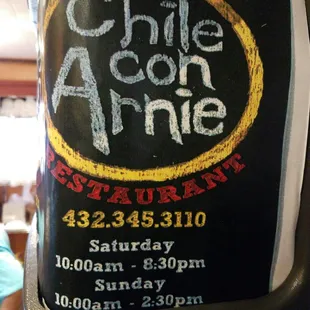 Chile
con
Arnie
RESTAURANT
432.345.3110
Saturday
10:00am - 8:30pm
Sunday
10:00am - 2:30pm